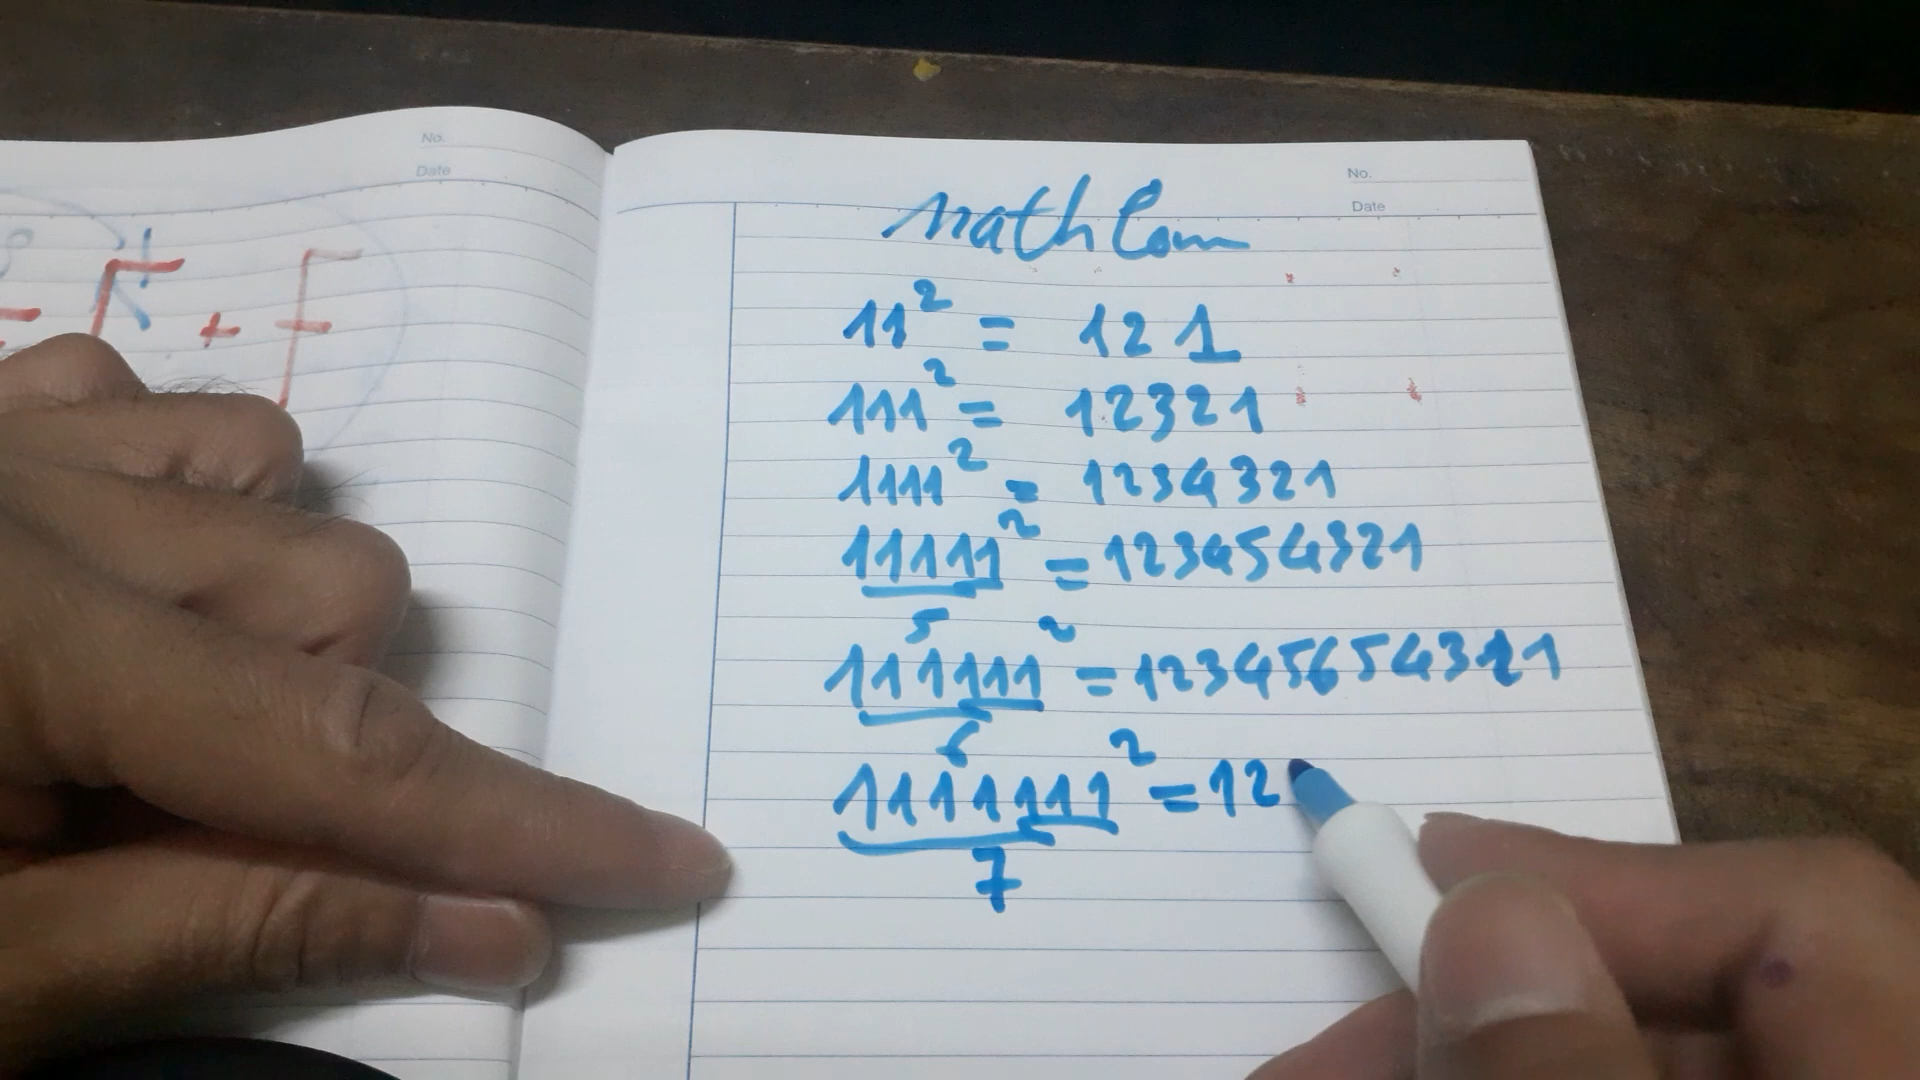 No.
Date
+
No.
Date
math Com
11² = 121
111² = 12321
1111² = 1234321
11111² = 123454321
5
111111² = 12345654321
6
1111111² = 12
7